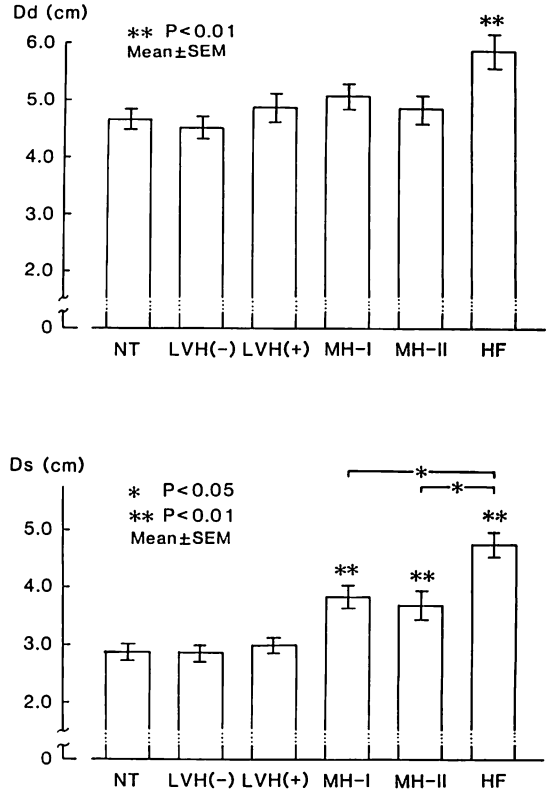 Dd (cm)
** P<0.01
Mean±SEM
**
6.0
5.0
4.0
3.0
2.0
0
NT LVH(-) LVH(+) MH-I MH-II HF
Ds (cm)
* P<0.05
** P<0.01
Mean±SEM
*
*
**
** **
5.0
4.0
3.0
2.0
0
NT LVH(-) LVH(+) MH-I MH-II HF